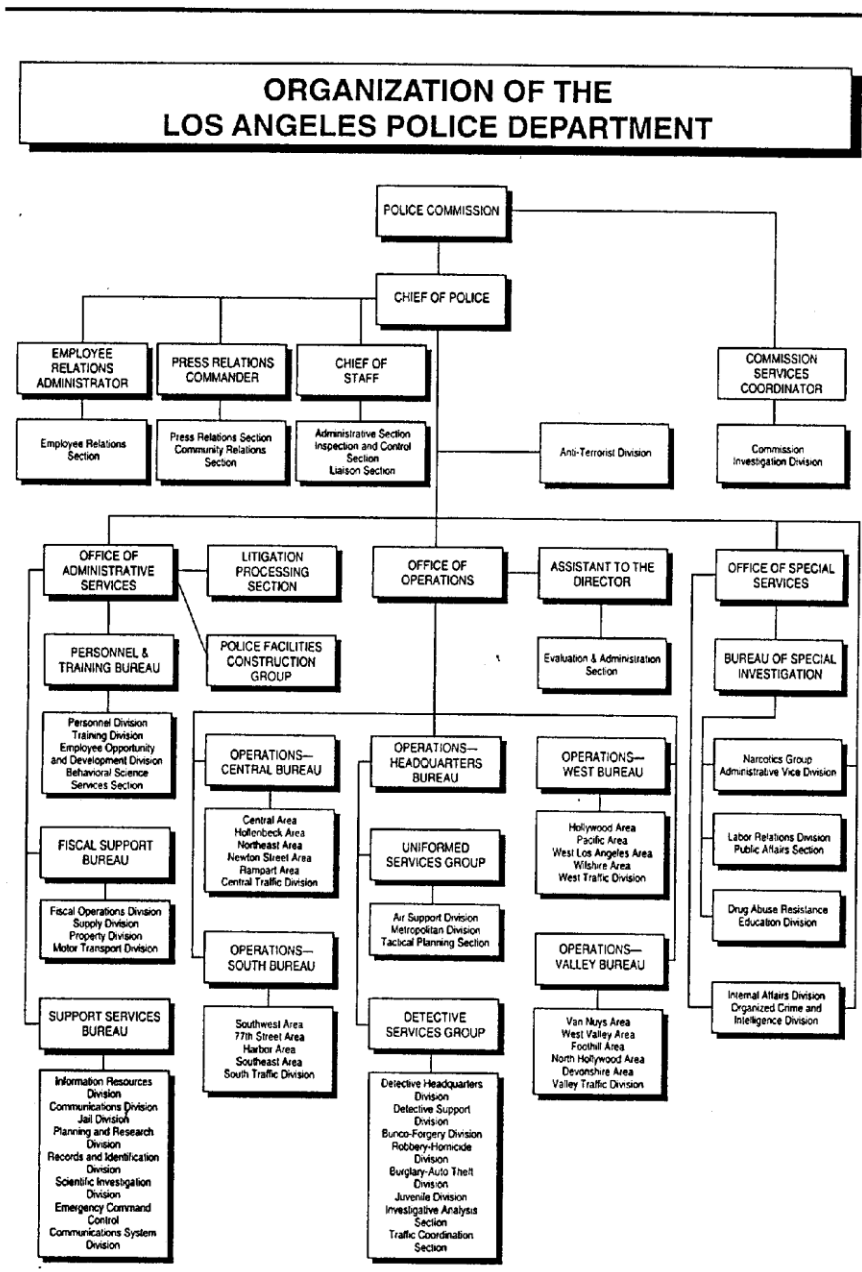 ORGANIZATION OF THE
LOS ANGELES POLICE DEPARTMENT
POLICE COMMISSION
CHIEF OF POLICE
EMPLOYEE
RELATIONS
ADMINISTRATOR
PRESS RELATIONS
COMMANDER
CHIEF OF
STAFF
COMMISSION
SERVICES
COORDINATOR
Employee Relations
Section
Press Relations Section
Community Relations
Section
Administrative Section
Inspection and Control
Section
Liaison Section
Anti-Terrorist Division
Commission
Investigation Division
OFFICE OF
ADMINISTRATIVE
SERVICES
LITIGATION
PROCESSING
SECTION
OFFICE OF
OPERATIONS
ASSISTANT TO THE
DIRECTOR
OFFICE OF SPECIAL
SERVICES
PERSONNEL &
TRAINING BUREAU
POLICE FACILITIES
CONSTRUCTION
GROUP
Evaluation & Administration
Section
BUREAU OF SPECIAL
INVESTIGATION
Personnel Division
Training Division
Employee Opportunity
and Development Division
Behavioral Science
Services Section
OPERATIONS—
CENTRAL BUREAU
OPERATIONS—
HEADQUARTERS
BUREAU
OPERATIONS—
WEST BUREAU
Narcotics Group
Administrative Vice Division
Central Area
Hollenbeck Area
Northeast Area
Newton Street Area
Rampart Area
Central Traffic Division
Hollywood Area
Pacific Area
West Los Angeles Area
Wilshire Area
West Traffic Division
FISCAL SUPPORT
BUREAU
UNIFORMED
SERVICES GROUP
Labor Relations Division
Public Affairs Section
Fiscal Operations Division
Supply Division
Property Division
Motor Transport Division
Air Support Division
Metropolitan Division
Tactical Planning Section
Drug Abuse Resistance
Education Division
OPERATIONS—
SOUTH BUREAU
OPERATIONS—
VALLEY BUREAU
SUPPORT SERVICES
BUREAU
Southwest Area
77th Street Area
Harbor Area
Southeast Area
South Traffic Division
DETECTIVE
SERVICES GROUP
Van Nuys Area
West Valley Area
Foothill Area
North Hollywood Area
Devonshire Area
Valley Traffic Division
Internal Affairs Division
Organized Crime and
Intelligence Division
Information Resources
Division
Communications Division
Jail Division
Planning and Research
Division
Records and Identification
Division
Scientific Investigation
Division
Emergency Command
Control
Communications System
Division
Detective Headquarters
Division
Detective Support
Division
Bunco-Forgery Division
Robbery-Homicide
Division
Burglary-Auto Theft
Division
Juvenile Division
Investigative Analysis
Section
Traffic Coordination
Section